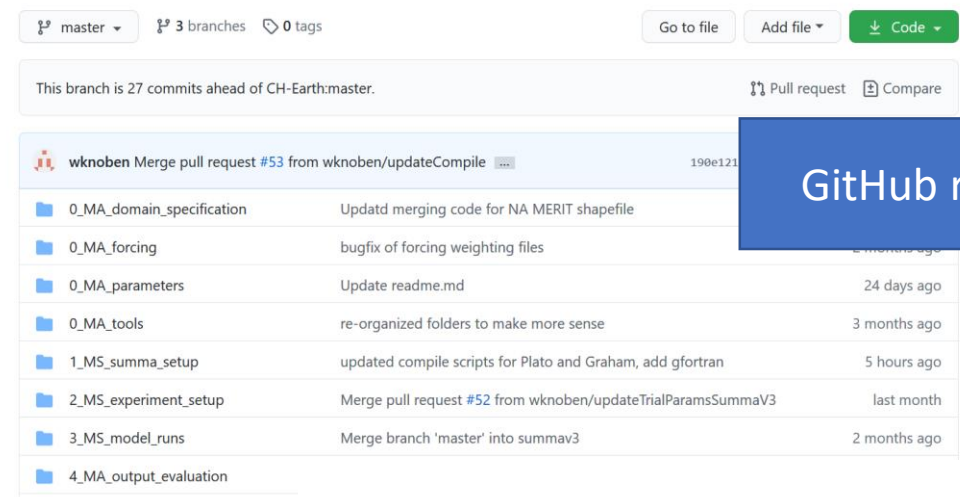 master 3 branches 0 tags Go to file Add file Code
This branch is 27 commits ahead of CH-Earth:master. Pull request Compare
wknoben Merge pull request #53 from wknoben/updateCompile ... 190e121
GitHub
0_MA_domain_specification Updatd merging code for NA MERIT shapefile
0_MA_forcing bugfix of forcing weighting files 2 months ago
0_MA_parameters Update readme.md 24 days ago
0_MA_tools re-organized folders to make more sense 3 months ago
1_MS_summa_setup updated compile scripts for Plato and Graham, add gfortran 5 hours ago
2_MS_experiment_setup Merge pull request #52 from wknoben/updateTrialParamsSummaV3 last month
3_MS_model_runs Merge branch 'master' into summav3 2 months ago
4_MA_output_evaluation